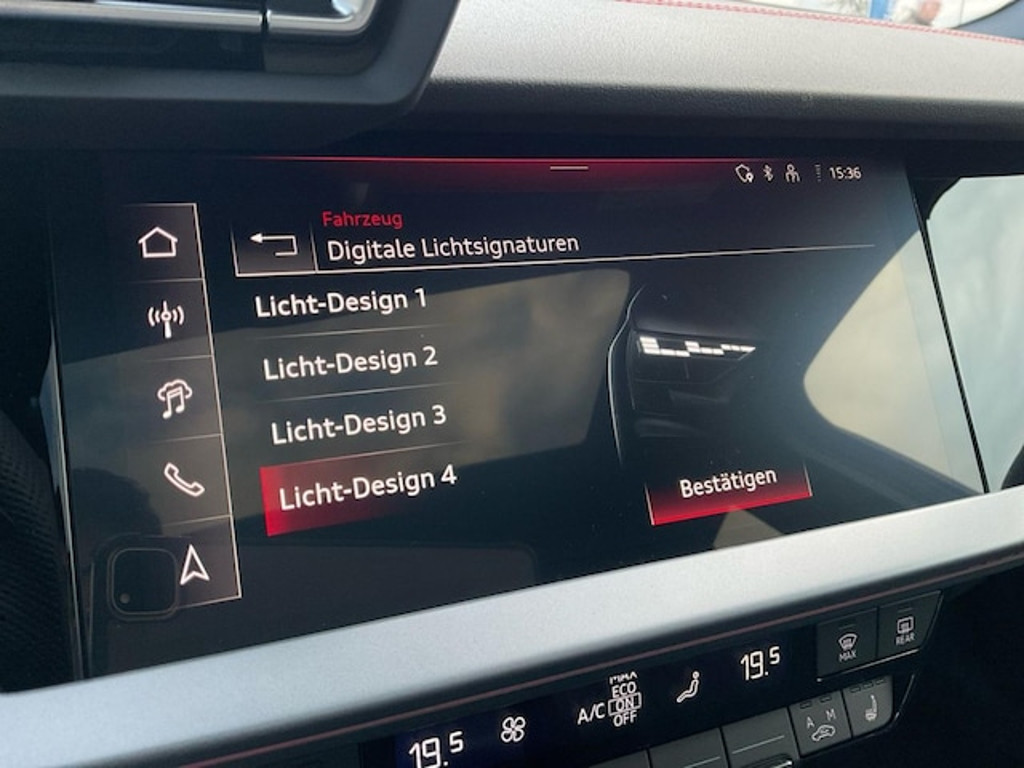 15:36
Fahrzeug
Digitale Lichtsignaturen
Licht-Design 1
Licht-Design 2
Licht-Design 3
Licht-Design 4
Bestätigen
MAX
REAR
19.5
MAX
ECO
A/C ON
OFF
19.5
A M